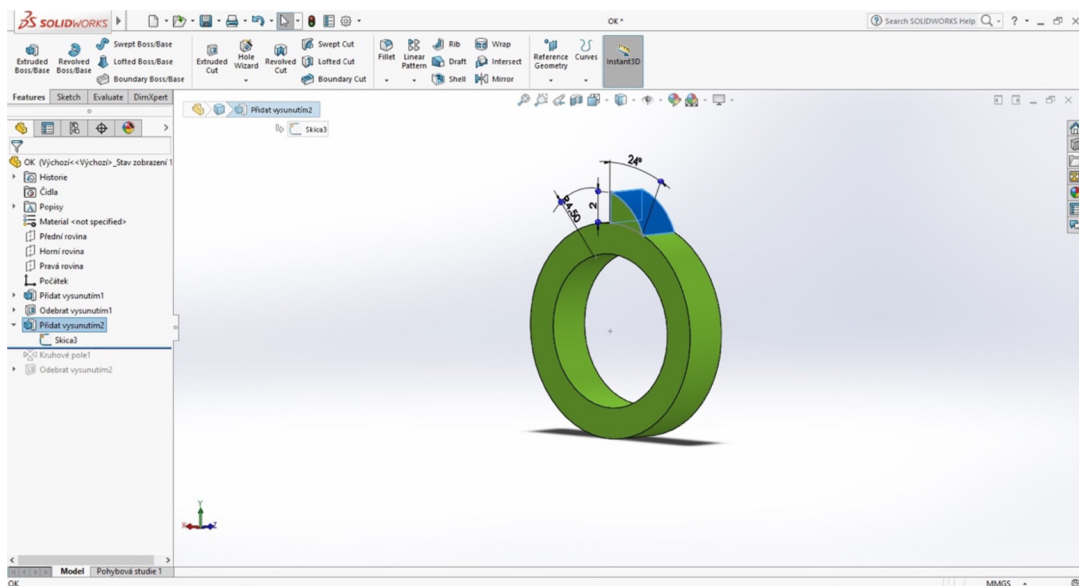 SOLIDWORKS
OK *
Search SOLIDWORKS Help
Extruded Boss/Base
Revolved Boss/Base
Swept Boss/Base
Lofted Boss/Base
Boundary Boss/Base
Extruded Cut
Hole Wizard
Revolved Cut
Swept Cut
Lofted Cut
Boundary Cut
Fillet
Linear Pattern
Rib
Draft
Shell
Wrap
Intersect
Mirror
Reference Geometry
Curves
Instant3D
Features Sketch Evaluate DimXpert
Přidat vysunutím2
Skica3
OK (Výchozí<<Výchozí>_Stav zobrazení 1
Historie
Čidla
Popisy
Material <not specified>
Přední rovina
Horní rovina
Pravá rovina
Počátek
Přidat vysunutím1
Odebrat vysunutím1
Přidat vysunutím2
Skica3
Kruhové pole1
Odebrat vysunutím2
24°
R4,50
2
Y
X
Z
Model Pohybová studie 1
OK
MMGS